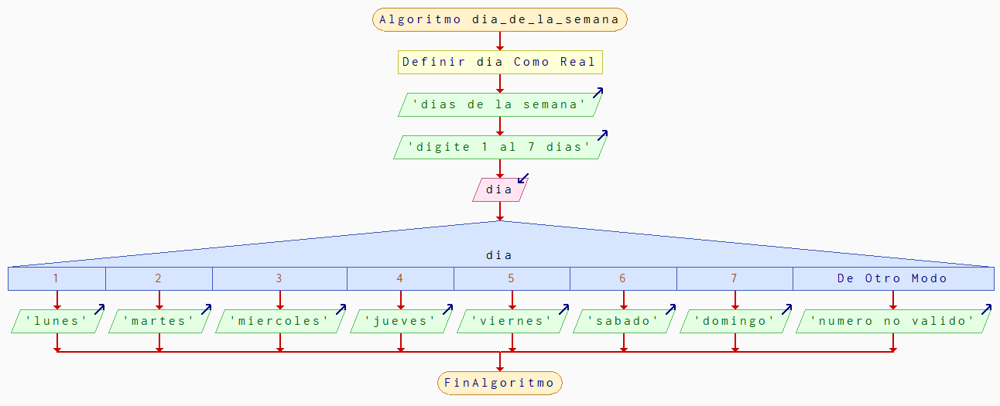 Algoritmo dia_de_la_semana
Definir dia Como Real
'dias de la semana'
'digite 1 al 7 dias'
dia
dia
1 2 3 4 5 6 7 De Otro Modo
'lunes' 'martes' 'miercoles' 'jueves' 'viernes' 'sabado' 'domingo' 'numero no valido'
FinAlgoritmo